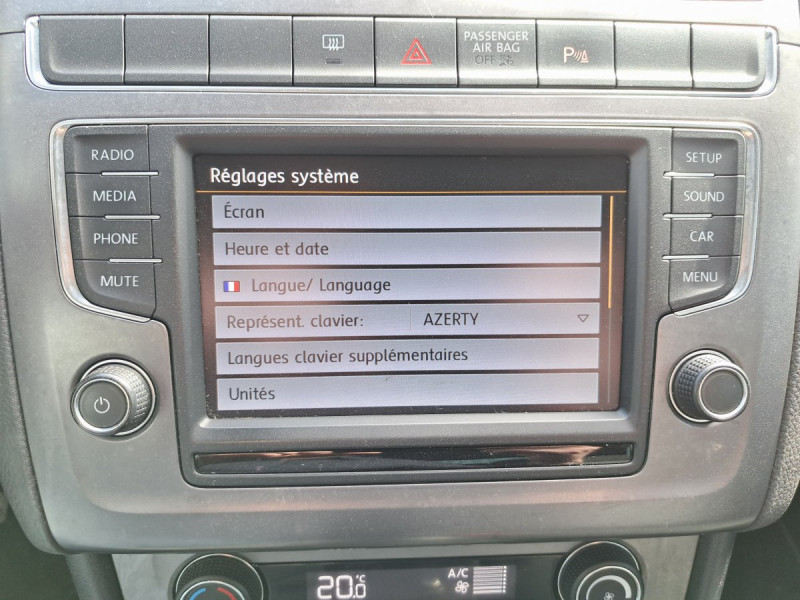 PASSENGER
AIR BAG
OFF
P
RADIO
MEDIA
PHONE
MUTE
Réglages système
Écran
Heure et date
Langue/ Language
Représent. clavier: AZERTY
Langues clavier supplémentaires
Unités
SETUP
SOUND
CAR
MENU
20.0 °C
A/C